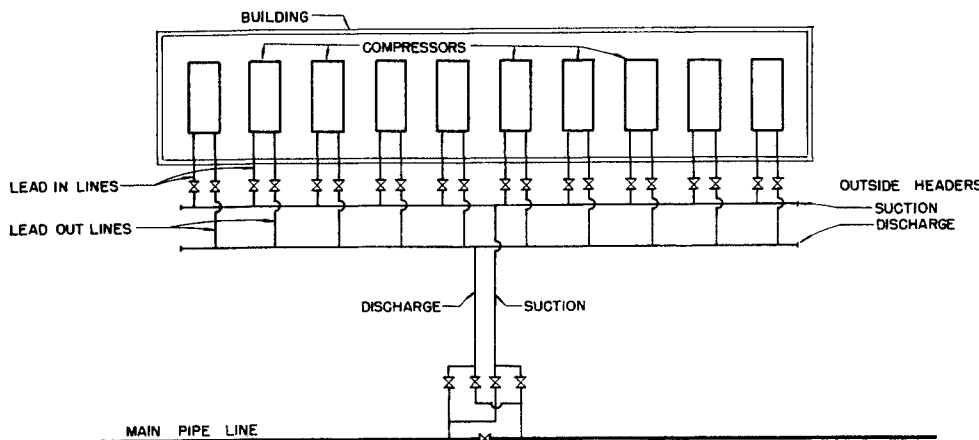 BUILDING
COMPRESSORS
LEAD IN LINES
OUTSIDE HEADERS
SUCTION
LEAD OUT LINES
DISCHARGE
DISCHARGE
SUCTION
MAIN PIPE LINE